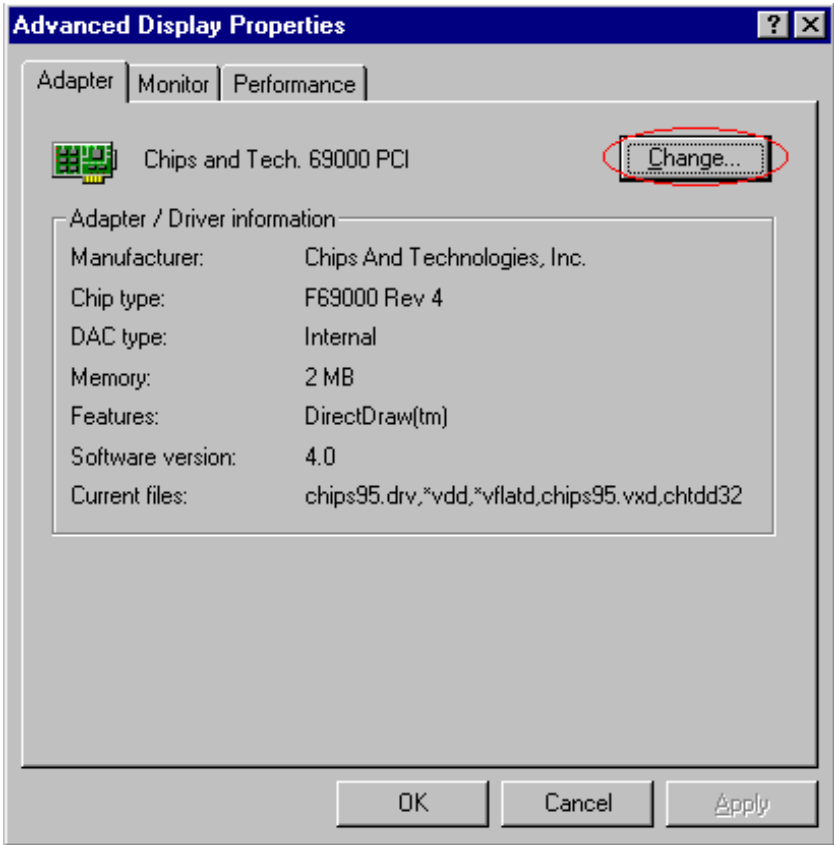 Advanced Display Properties
Adapter Monitor Performance
Chips and Tech. 69000 PCI Change...
Adapter / Driver information
Manufacturer: Chips And Technologies, Inc.
Chip type: F69000 Rev 4
DAC type: Internal
Memory: 2 MB
Features: DirectDraw(tm)
Software version: 4.0
Current files: chips95.drv,*vdd,*vflatd,chips95.vxd,chtdd32
OK Cancel Apply